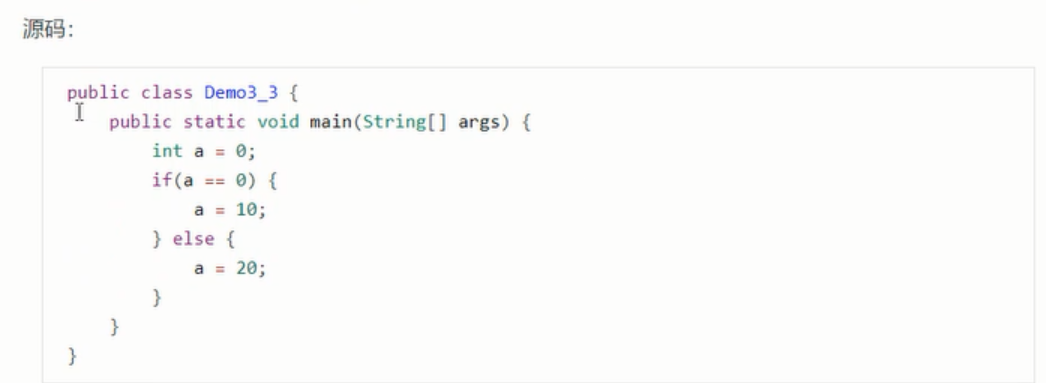 源码：
public class Demo3_3 {
    public static void main(String[] args) {
        int a = 0;
        if(a == 0) {
            a = 10;
        } else {
            a = 20;
        }
    }
}